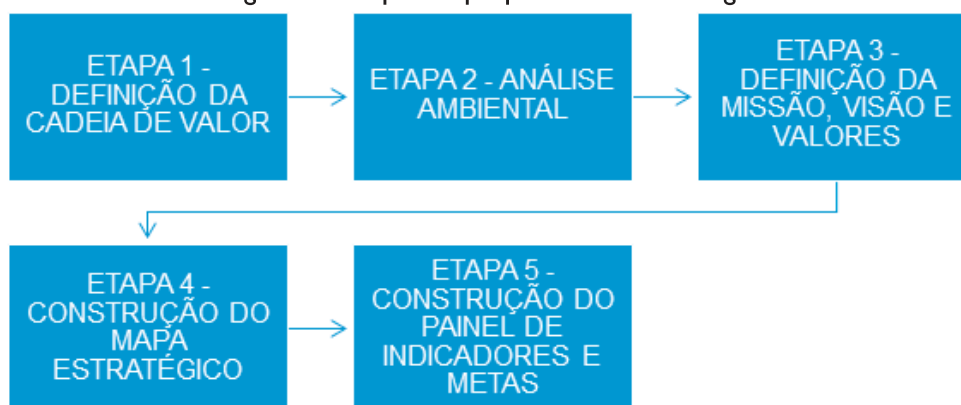 ETAPA 1 -
DEFINIÇÃO DA
CADEIA DE VALOR
ETAPA 2 - ANÁLISE
AMBIENTAL
ETAPA 3 -
DEFINIÇÃO DA
MISSÃO, VISÃO E
VALORES
ETAPA 4 -
CONSTRUÇÃO DO
MAPA
ESTRATÉGICO
ETAPA 5 -
CONSTRUÇÃO DO
PAINEL DE
INDICADORES E
METAS